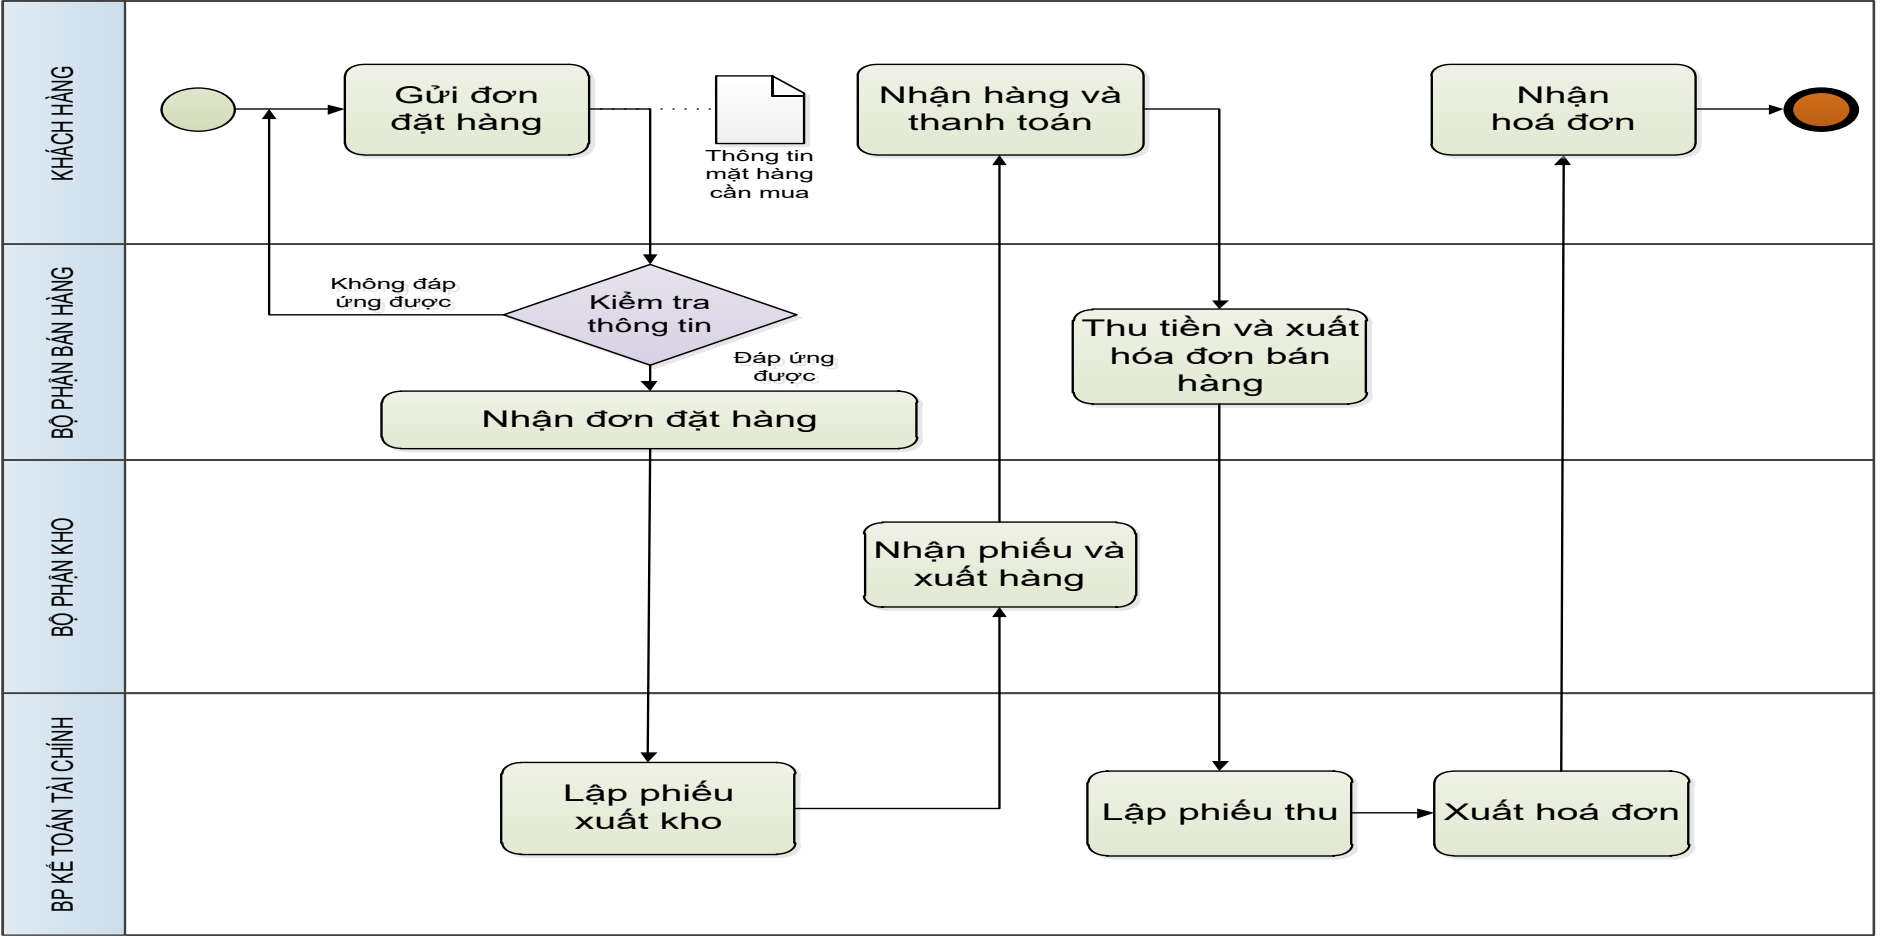 KHÁCH HÀNG
Gửi đơn
đặt hàng
Thông tin
mặt hàng
cần mua
Nhận hàng và
thanh toán
Nhận
hoá đơn
BỘ PHẬN BÁN HÀNG
Không đáp
ứng được
Kiểm tra
thông tin
Đáp ứng
được
Nhận đơn đặt hàng
Thu tiền và xuất
hóa đơn bán
hàng
BỘ PHẬN KHO
Nhận phiếu và
xuất hàng
BP KẾ TOÁN TÀI CHÍNH
Lập phiếu
xuất kho
Lập phiếu thu
Xuất hoá đơn